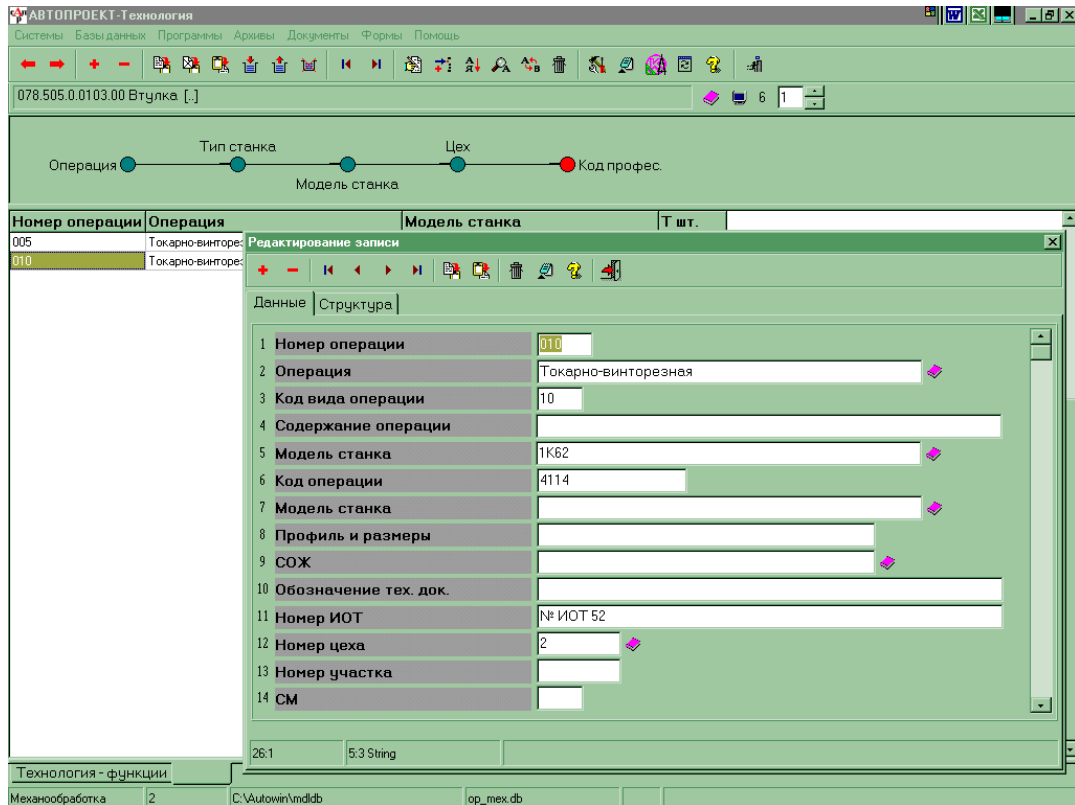 АВТОПРОЕКТ-Технология
Системы Базы данных Программы Архивы Документы Формы Помощь
078.505.0.0103.00 Втулка [..] 6 1
Тип станка Цех
Операция Код профес.
Модель станка
Номер операции Операция Модель станка Т шт.
005 Токарно-винторез
010 Токарно-винторез
Редактирование записи
Данные Структура
1 Номер операции 010
2 Операция Токарно-винторезная
3 Код вида операции 10
4 Содержание операции
5 Модель станка 1К62
6 Код операции 4114
7 Модель станка
8 Профиль и размеры
9 СОЖ
10 Обозначение тех. док.
11 Номер ИОТ № ИОТ 52
12 Номер цеха 2
13 Номер участка
14 СМ
26:1 5:3 String
Технология - функции
Механообработка 2 C:\Autowin\mdldb op_mex.db